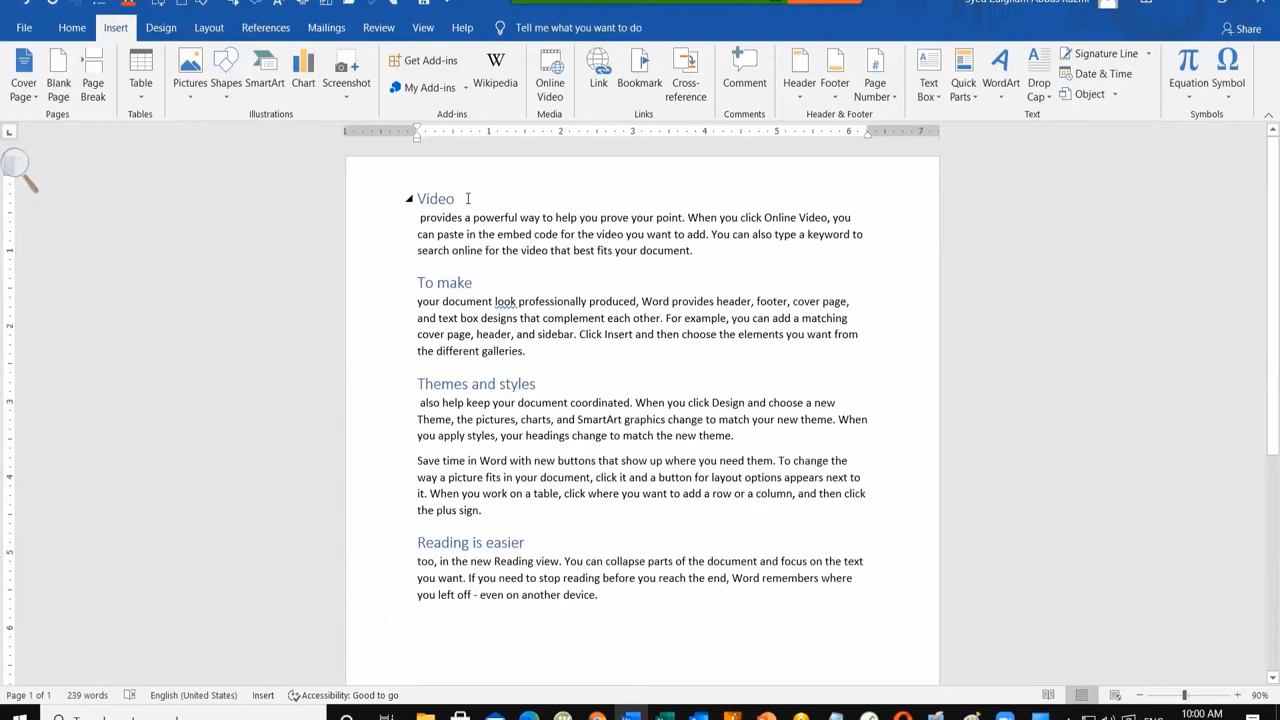 Syed Zaigham Abbas Kazmi
File Home Insert Design Layout References Mailings Review View Help Tell me what you want to do Share
Cover Page Blank Page Page Break Table Pictures Shapes SmartArt Chart Screenshot Get Add-ins My Add-ins Wikipedia Online Video Link Bookmark Cross-reference Comment Header Footer Page Number Text Box Quick Parts WordArt Drop Cap Signature Line Date & Time Object Equation Symbol
Pages Tables Illustrations Add-ins Media Links Comments Header & Footer Text Symbols
1 1 2 3 4 5 6 7
Video
provides a powerful way to help you prove your point. When you click Online Video, you
can paste in the embed code for the video you want to add. You can also type a keyword to
search online for the video that best fits your document.
To make
your document look professionally produced, Word provides header, footer, cover page,
and text box designs that complement each other. For example, you can add a matching
cover page, header, and sidebar. Click Insert and then choose the elements you want from
the different galleries.
Themes and styles
also help keep your document coordinated. When you click Design and choose a new
Theme, the pictures, charts, and SmartArt graphics change to match your new theme. When
you apply styles, your headings change to match the new theme.
Save time in Word with new buttons that show up where you need them. To change the
way a picture fits in your document, click it and a button for layout options appears next to
it. When you work on a table, click where you want to add a row or a column, and then click
the plus sign.
Reading is easier
too, in the new Reading view. You can collapse parts of the document and focus on the text
you want. If you need to stop reading before you reach the end, Word remembers where
you left off - even on another device.
Page 1 of 1 239 words English (United States) Insert Accessibility: Good to go 90%
10:00 AM